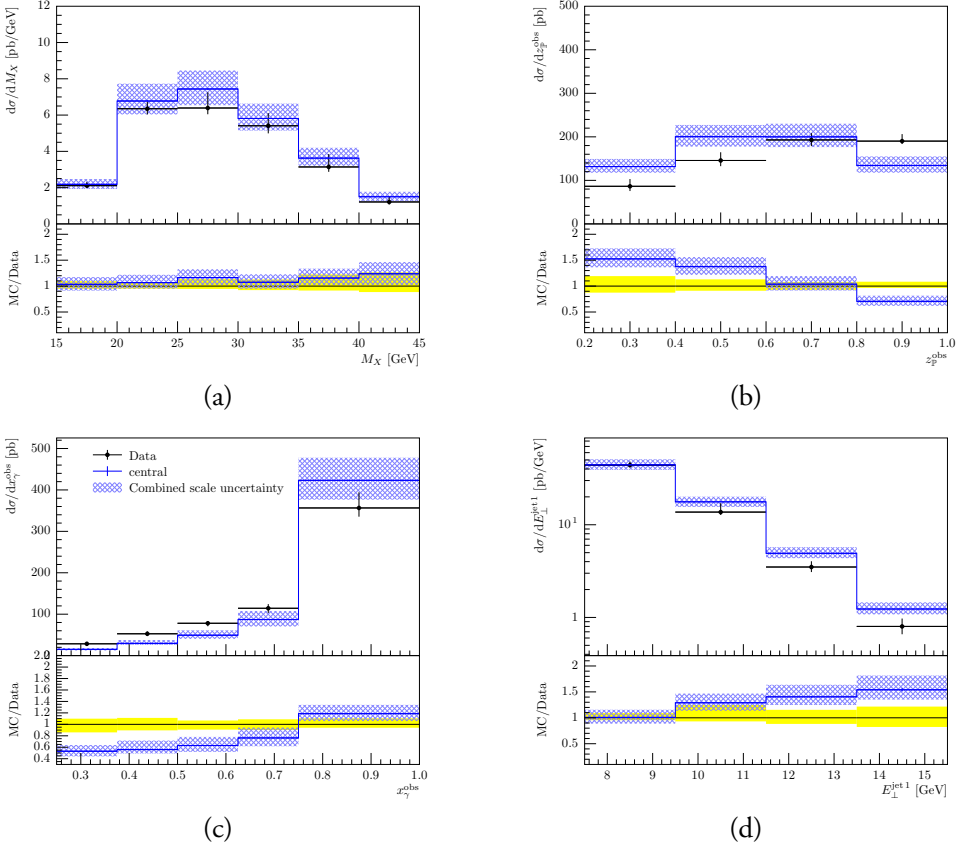 dσ/dM_X [pb/GeV]
12
10
8
6
4
2
0
MC/Data
2
1.5
1
0.5
15 20 25 30 35 40 45
M_X [GeV]
(a)
dσ/dz_ℙ^obs [pb]
500
400
300
200
100
0
MC/Data
2
1.5
1
0.5
0.2 0.3 0.4 0.5 0.6 0.7 0.8 0.9 1.0
z_ℙ^obs
(b)
dσ/dx_γ^obs [pb]
500
400
300
200
100
Data
central
Combined scale uncertainty
MC/Data
2
1.8
1.6
1.4
1.2
1
0.8
0.6
0.4
0.3 0.4 0.5 0.6 0.7 0.8 0.9 1.0
x_γ^obs
(c)
dσ/dE_⊥^jet 1 [pb/GeV]
10^1
1
MC/Data
2
1.5
1
0.5
8 9 10 11 12 13 14 15
E_⊥^jet 1 [GeV]
(d)